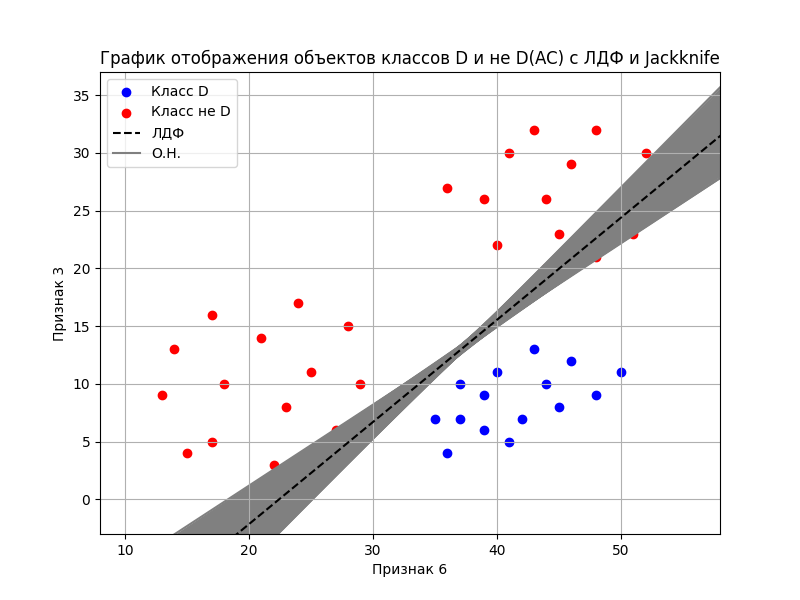 График отображения объектов классов D и не D(AC) с ЛДФ и Jackknife
Класс D
Класс не D
ЛДФ
О.Н.
35
30
25
20
15
10
5
0
Признак 3
10
20
30
40
50
Признак 6